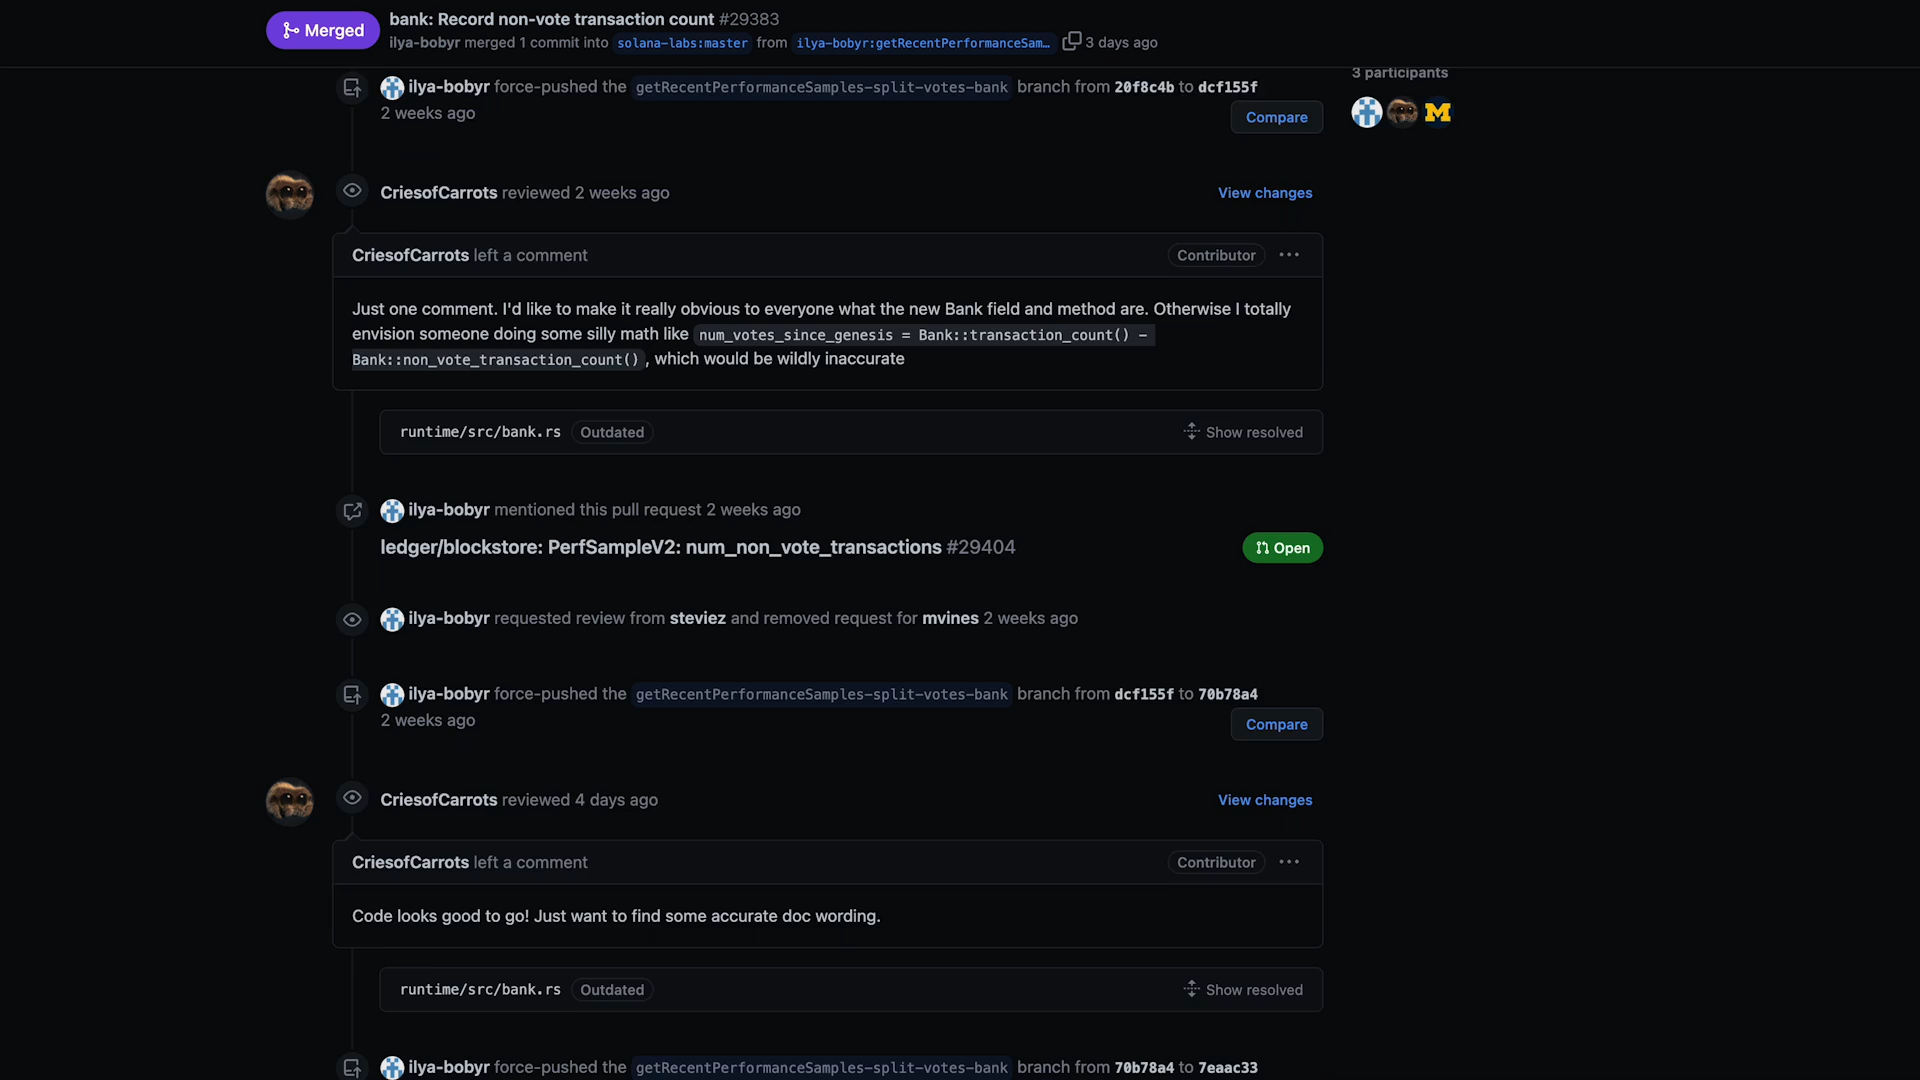 Merged
bank: Record non-vote transaction count #29383
ilya-bobyr merged 1 commit into solana-labs:master from ilya-bobyr:getRecentPerformanceSam… 3 days ago
3 participants
ilya-bobyr force-pushed the getRecentPerformanceSamples-split-votes-bank branch from 20f8c4b to dcf155f
2 weeks ago
Compare
CriesofCarrots reviewed 2 weeks ago
View changes
CriesofCarrots left a comment
Contributor
Just one comment. I'd like to make it really obvious to everyone what the new Bank field and method are. Otherwise I totally
envision someone doing some silly math like num_votes_since_genesis = Bank::transaction_count() -
Bank::non_vote_transaction_count(), which would be wildly inaccurate
runtime/src/bank.rs Outdated
Show resolved
ilya-bobyr mentioned this pull request 2 weeks ago
ledger/blockstore: PerfSampleV2: num_non_vote_transactions #29404
Open
ilya-bobyr requested review from steviez and removed request for mvines 2 weeks ago
ilya-bobyr force-pushed the getRecentPerformanceSamples-split-votes-bank branch from dcf155f to 70b78a4
2 weeks ago
Compare
CriesofCarrots reviewed 4 days ago
View changes
CriesofCarrots left a comment
Contributor
Code looks good to go! Just want to find some accurate doc wording.
runtime/src/bank.rs Outdated
Show resolved
ilya-bobyr force-pushed the getRecentPerformanceSamples-split-votes-bank branch from 70b78a4 to 7eaac33